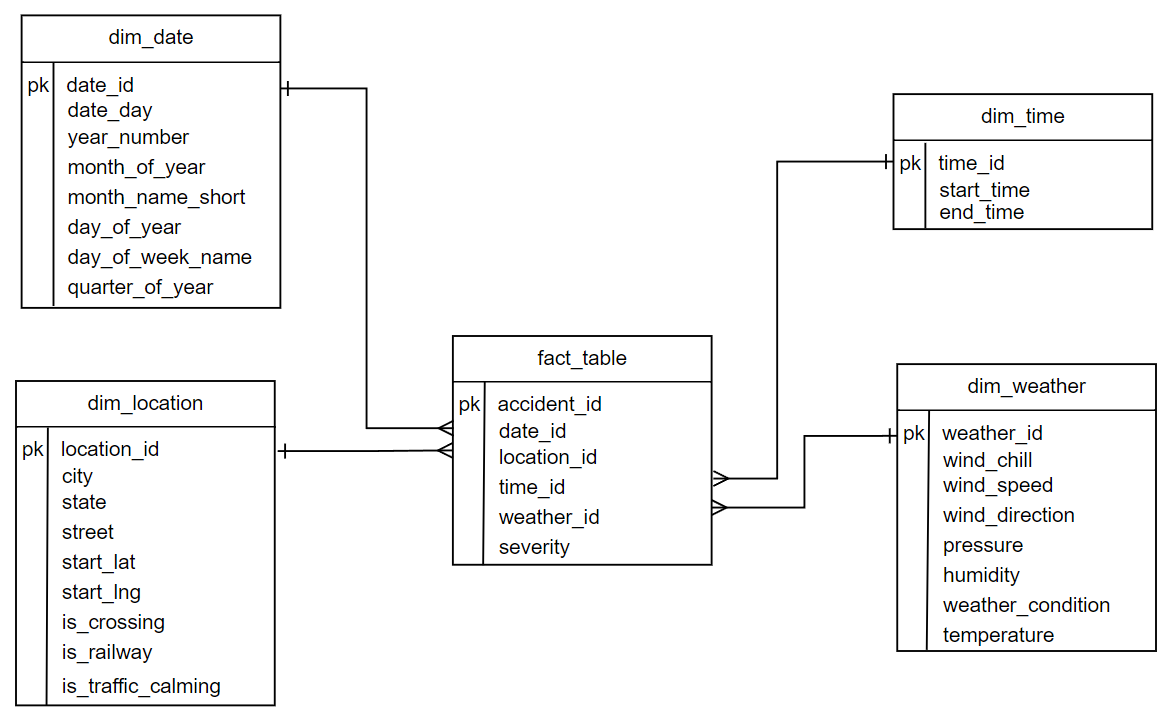 dim_date
pk date_id
date_day
year_number
month_of_year
month_name_short
day_of_year
day_of_week_name
quarter_of_year
dim_time
pk time_id
start_time
end_time
fact_table
pk accident_id
date_id
location_id
time_id
weather_id
severity
dim_location
pk location_id
city
state
street
start_lat
start_lng
is_crossing
is_railway
is_traffic_calming
dim_weather
pk weather_id
wind_chill
wind_speed
wind_direction
pressure
humidity
weather_condition
temperature